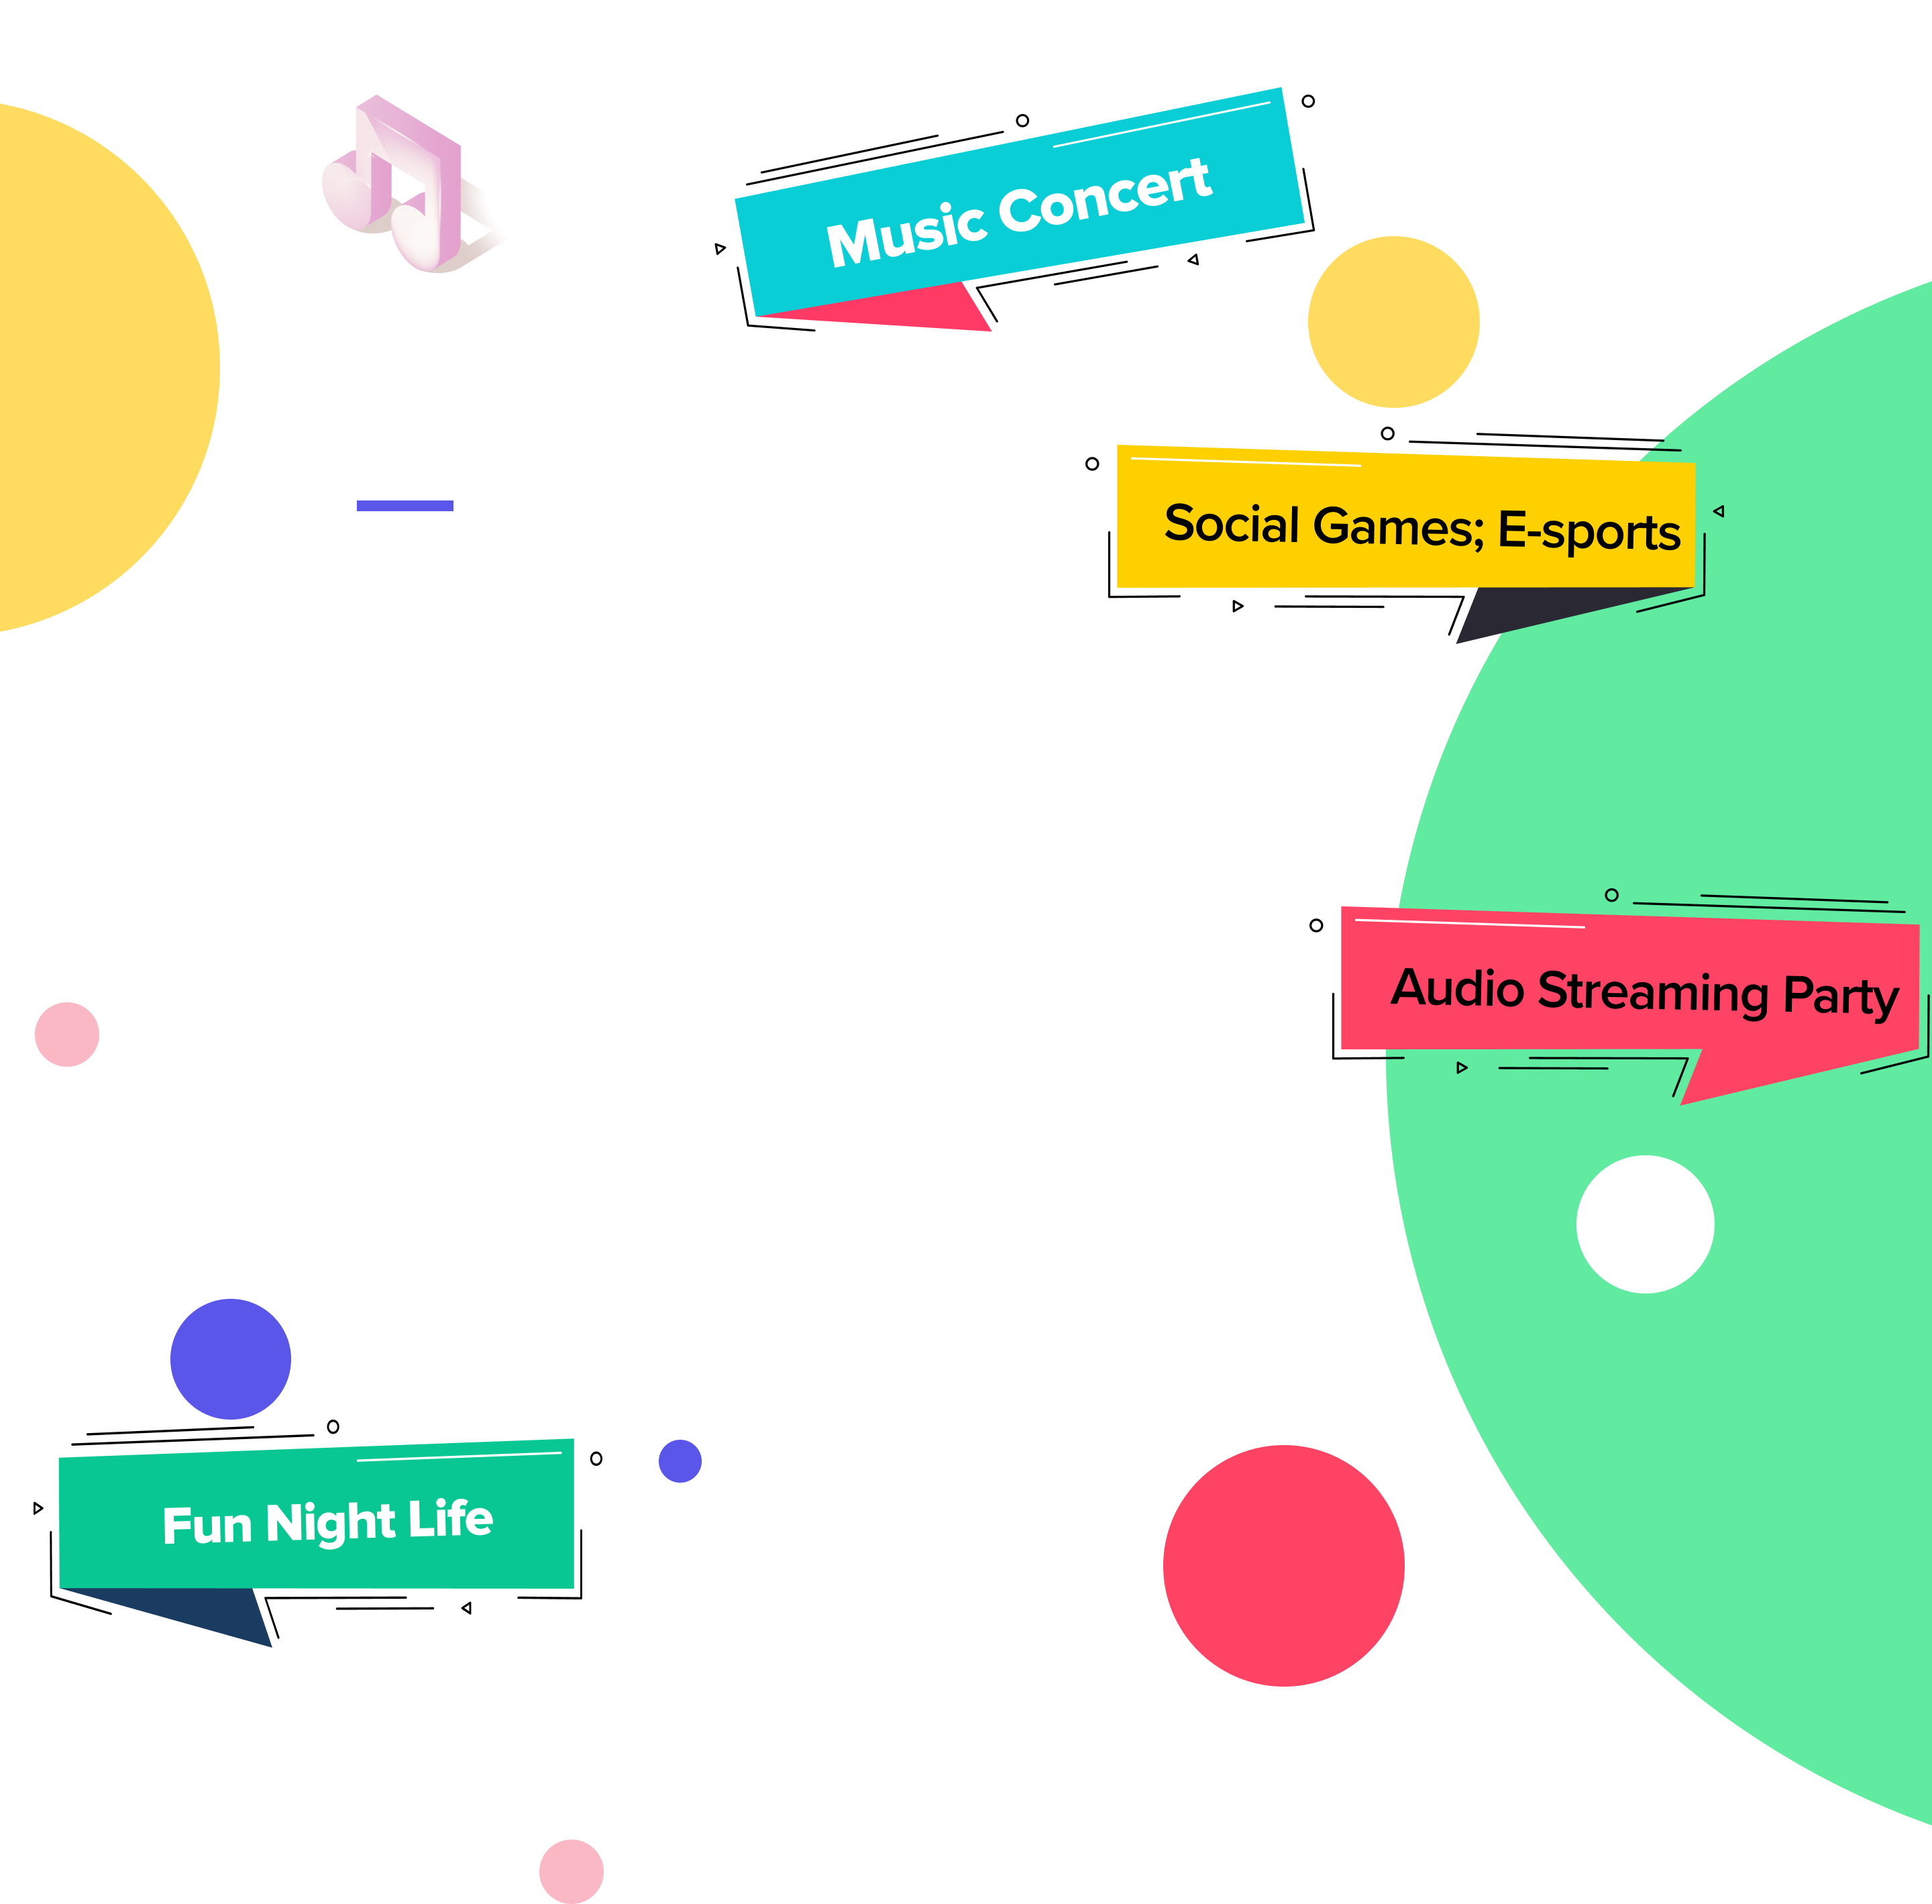 Music Concert
Social Games; E-sports
Audio Streaming Party
Fun Night Life